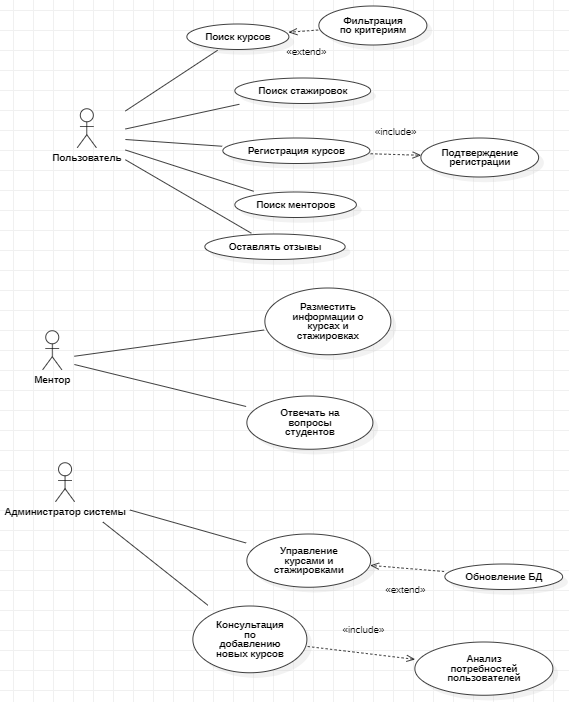 Фильтрация
по критериям
Поиск курсов
«extend»
Поиск стажировок
«include»
Регистрация курсов
Подтверждение
регистрации
Пользователь
Поиск менторов
Оставлять отзывы
Разместить
информации о
курсах и
стажировках
Ментор
Отвечать на
вопросы
студентов
Администратор системы
Управление
курсами и
стажировками
Обновление БД
«extend»
Консультация
по
добавлению
новых курсов
«include»
Анализ
потребностей
пользователей